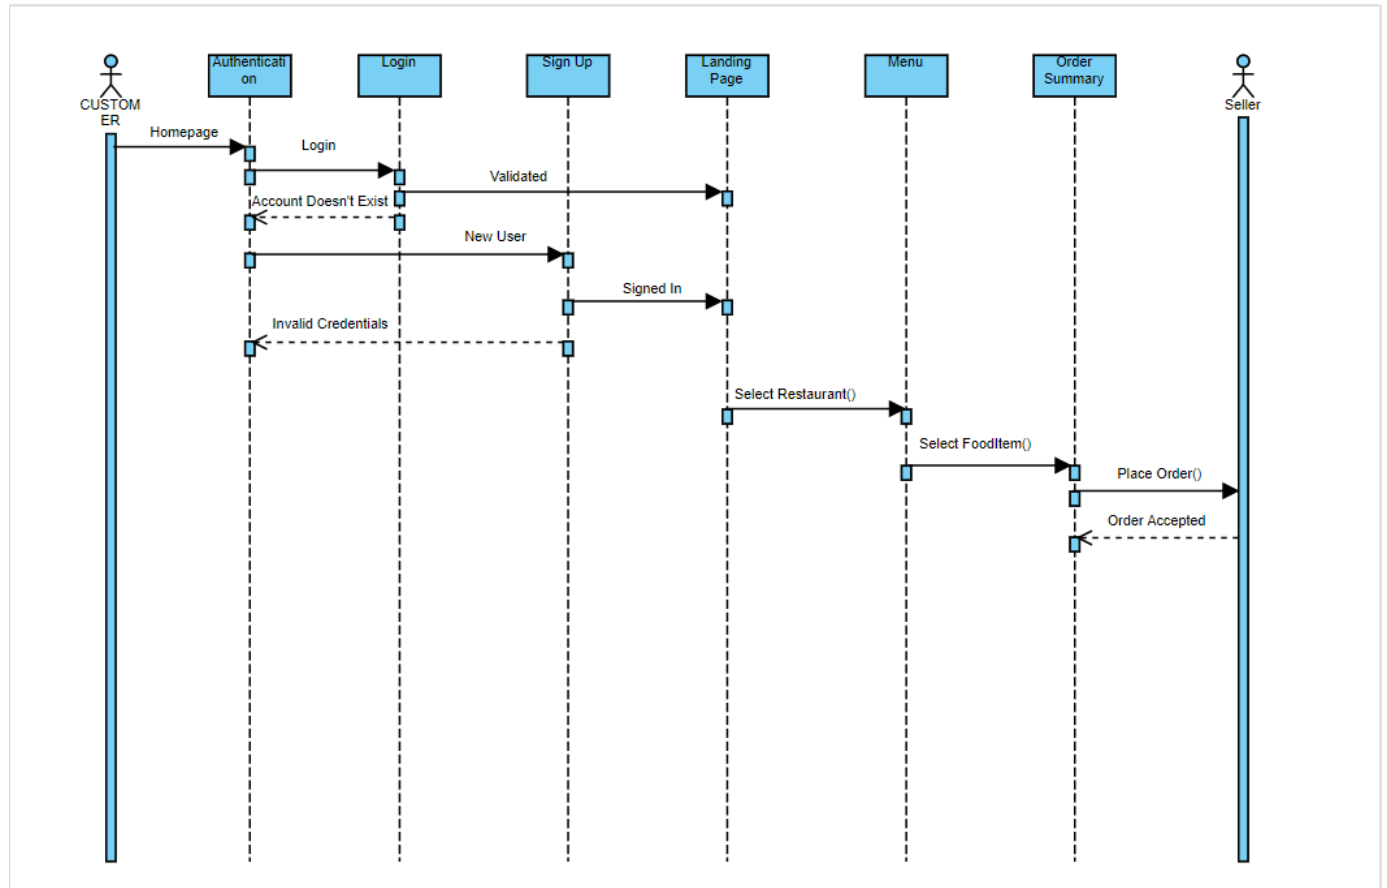 Authenticati
on
Login
Sign Up
Landing
Page
Menu
Order
Summary
CUSTOM
ER
Seller
Homepage
Login
Validated
Account Doesn't Exist
New User
Signed In
Invalid Credentials
Select Restaurant()
Select FoodItem()
Place Order()
Order Accepted